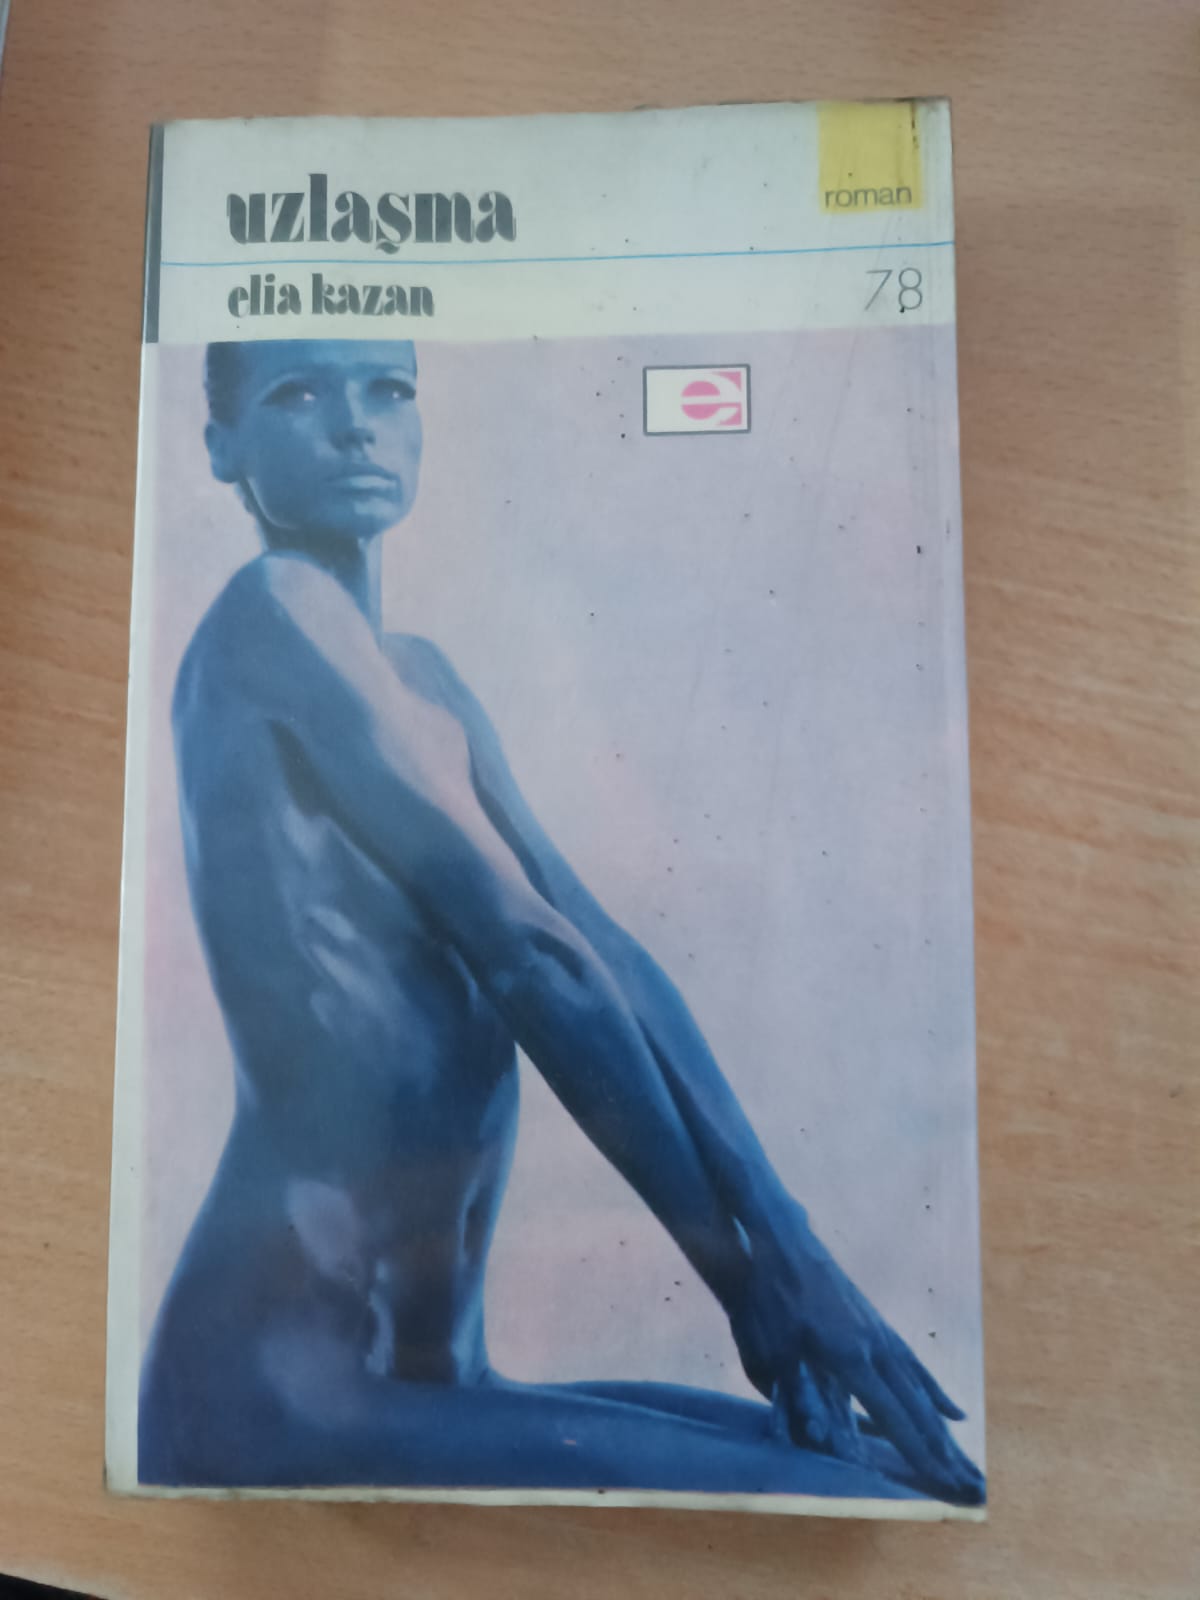 uzlaşma
roman
elia kazan
78
e